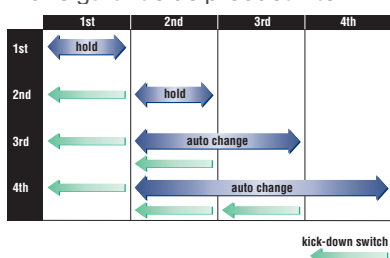 1st 2nd 3rd 4th
1st hold
2nd hold
3rd auto change
4th auto change
kick-down switch